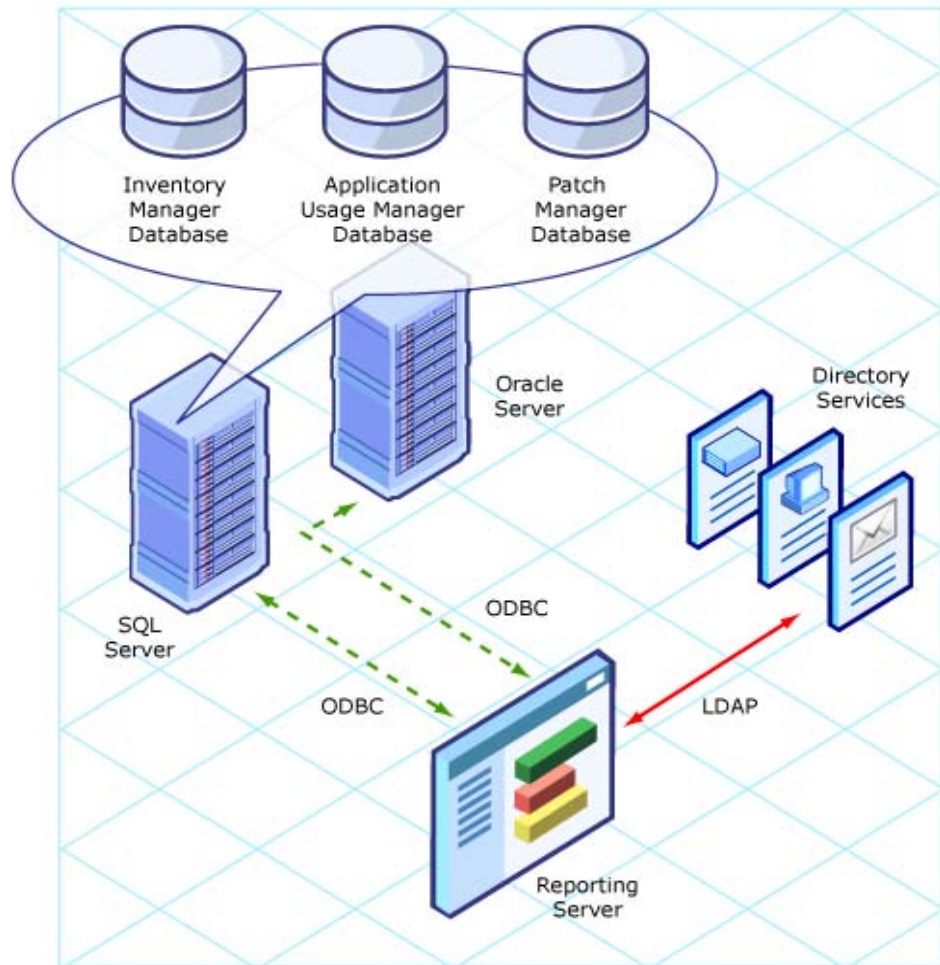 Inventory
Manager
Database
Application
Usage Manager
Database
Patch
Manager
Database
Oracle
Server
Directory
Services
SQL
Server
ODBC
ODBC
LDAP
Reporting
Server